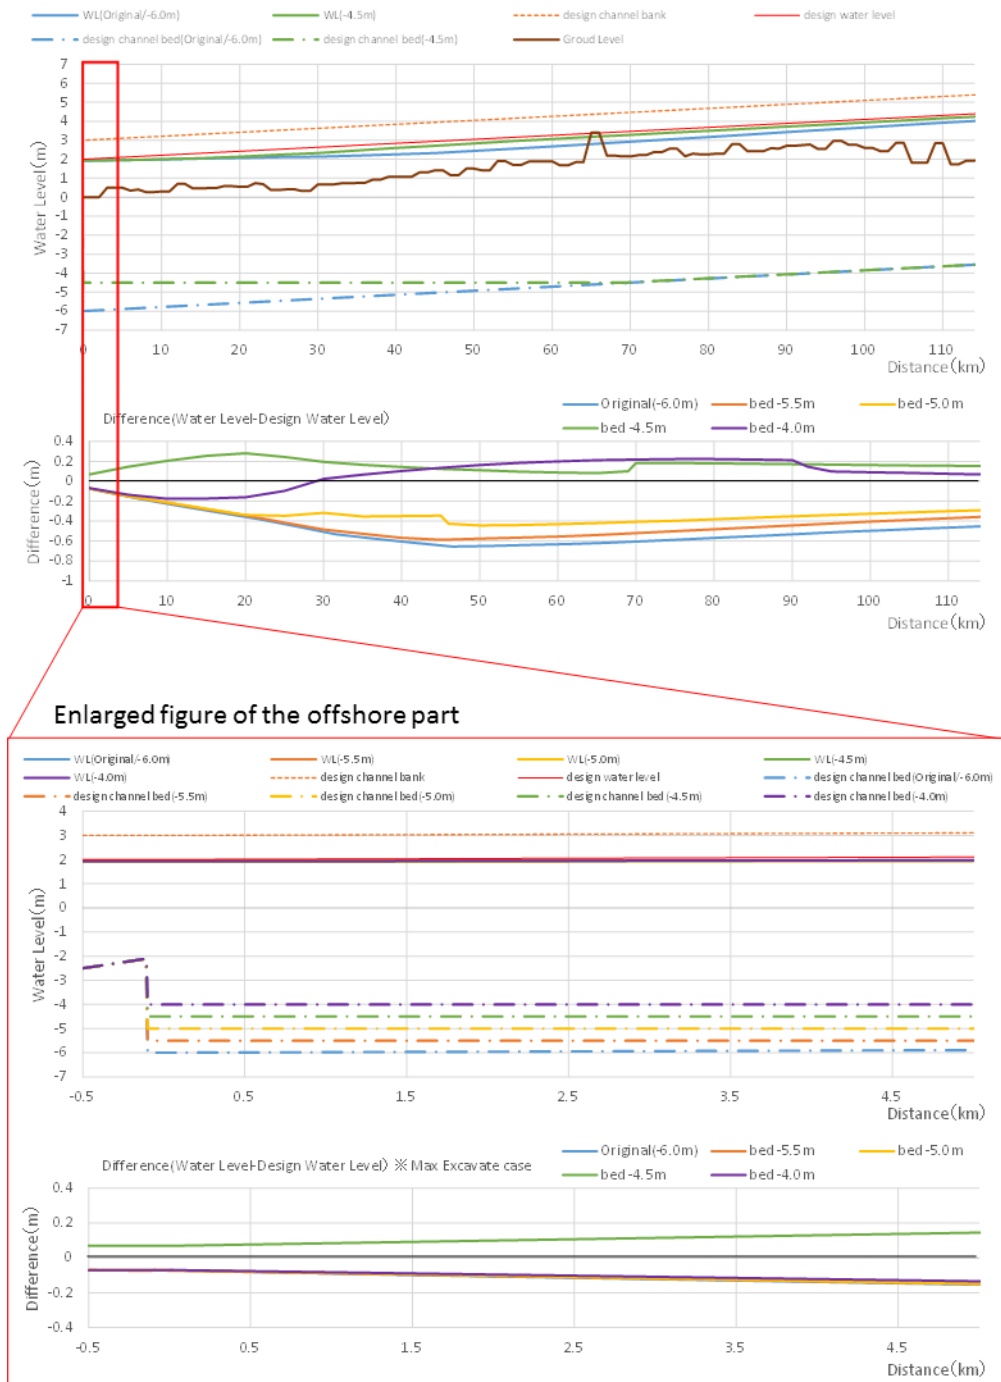 WL(Original/-6.0m) WL(-4.5m) design channel bank design water level
design channel bed(Original/-6.0m) design channel bed(-4.5m) Groud Level
7
6
5
4
3
2
1
0
-1
-2
-3
-4
-5
-6
-7
Water Level(m)
0 10 20 30 40 50 60 70 80 90 100 110
Distance(km)
Original(-6.0m) bed -5.5m bed -5.0m
Difference(Water Level-Design Water Level) bed -4.5m bed -4.0m
0.4
0.2
0
-0.2
-0.4
-0.6
-0.8
-1
Difference(m)
0 10 20 30 40 50 60 70 80 90 100 110
Distance(km)
Enlarged figure of the offshore part
WL(Original/-6.0m) WL(-5.5m) WL(-5.0m) WL(-4.5m)
WL(-4.0m) design channel bank design water level design channel bed(Original/-6.0m)
design channel bed(-5.5m) design channel bed(-5.0m) design channel bed(-4.5m) design channel bed(-4.0m)
4
3
2
1
0
-1
-2
-3
-4
-5
-6
-7
Water Level(m)
-0.5 0.5 1.5 2.5 3.5 4.5
Distance(km)
Original(-6.0m) bed -5.5m bed -5.0m
Difference(Water Level-Design Water Level) ※ Max Excavate case bed -4.5m bed -4.0m
0.4
0.2
0
-0.2
-0.4
Difference(m)
-0.5 0.5 1.5 2.5 3.5 4.5
Distance(km)